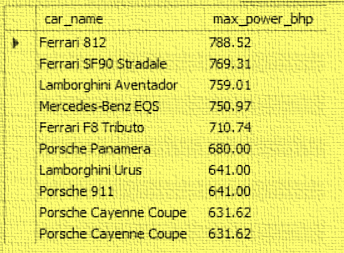 car_name max_power_bhp
Ferrari 812 788.52
Ferrari SF90 Stradale 769.31
Lamborghini Aventador 759.01
Mercedes-Benz EQS 750.97
Ferrari F8 Tributo 710.74
Porsche Panamera 680.00
Lamborghini Urus 641.00
Porsche 911 641.00
Porsche Cayenne Coupe 631.62
Porsche Cayenne Coupe 631.62